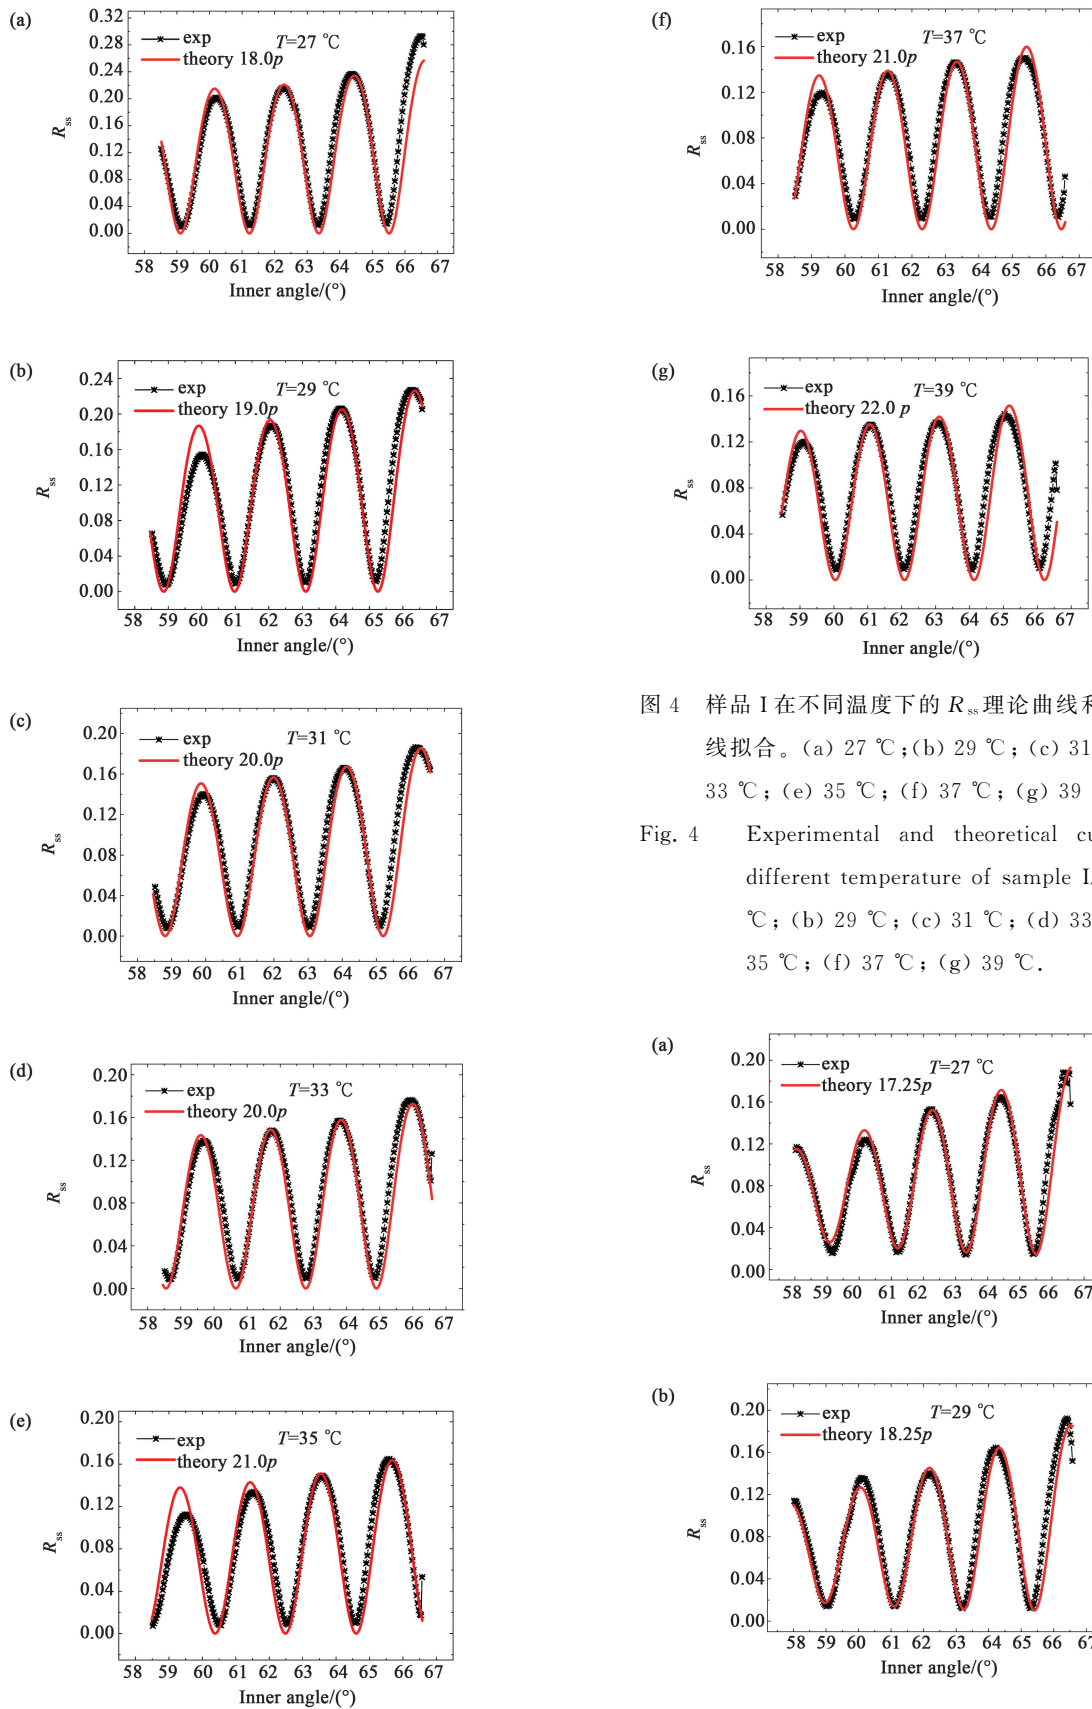 (a)
0.32
0.28
0.24
0.20
0.16
0.12
0.08
0.04
0.00
Rss
exp
theory 18.0p
T=27 ℃
58 59 60 61 62 63 64 65 66 67
Inner angle/(°)
(b)
0.24
0.20
0.16
0.12
0.08
0.04
0.00
Rss
exp
theory 19.0p
T=29 ℃
58 59 60 61 62 63 64 65 66 67
Inner angle/(°)
(c)
0.20
0.16
0.12
0.08
0.04
0.00
Rss
exp
theory 20.0p
T=31 ℃
58 59 60 61 62 63 64 65 66 67
Inner angle/(°)
(d)
0.20
0.16
0.12
0.08
0.04
0.00
Rss
exp
theory 20.0p
T=33 ℃
58 59 60 61 62 63 64 65 66 67
Inner angle/(°)
(e)
0.20
0.16
0.12
0.08
0.04
0.00
Rss
exp
theory 21.0p
T=35 ℃
58 59 60 61 62 63 64 65 66 67
Inner angle/(°)
(f)
0.16
0.12
0.08
0.04
0.00
Rss
exp
theory 21.0p
T=37 ℃
58 59 60 61 62 63 64 65 66 67
Inner angle/(°)
(g)
0.16
0.12
0.08
0.04
0.00
Rss
exp
theory 22.0 p
T=39 ℃
58 59 60 61 62 63 64 65 66 67
Inner angle/(°)
图 4 样品 I 在不同温度下的 Rss 理论曲线和
线拟合。(a) 27 ℃;(b) 29 ℃;(c) 31
33 ℃;(e) 35 ℃;(f) 37 ℃;(g) 39
Fig. 4 Experimental and theoretical cu
different temperature of sample I
℃;(b) 29 ℃;(c) 31 ℃;(d) 33
35 ℃;(f) 37 ℃;(g) 39 ℃.
(a)
0.20
0.16
0.12
0.08
0.04
0.00
Rss
exp
theory 17.25p
T=27 ℃
58 59 60 61 62 63 64 65 66 67
Inner angle/(°)
(b)
0.20
0.16
0.12
0.08
0.04
0.00
Rss
exp
theory 18.25p
T=29 ℃
58 59 60 61 62 63 64 65 66 67
Inner angle/(°)